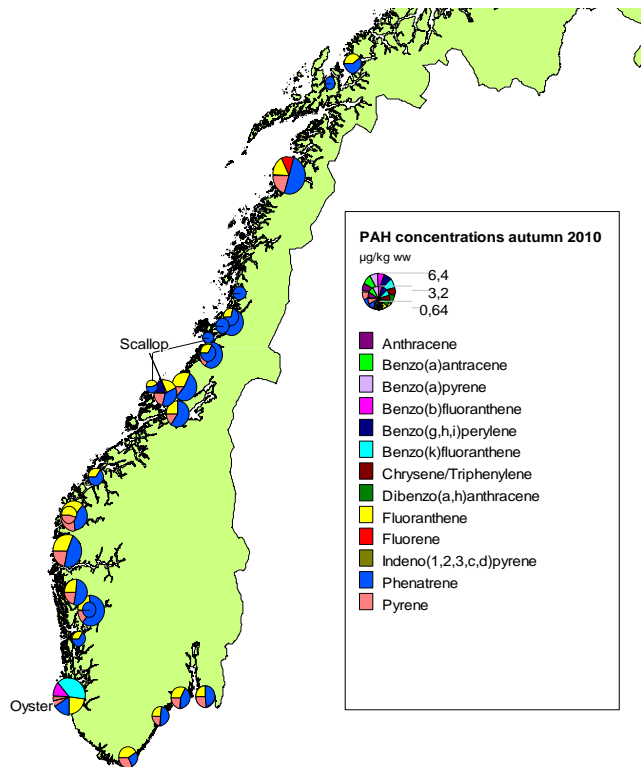 PAH concentrations autumn 2010
µg/kg ww
6,4
3,2
0,64
Anthracene
Benzo(a)antracene
Benzo(a)pyrene
Benzo(b)fluoranthene
Benzo(g,h,i)perylene
Benzo(k)fluoranthene
Chrysene/Triphenylene
Dibenzo(a,h)anthracene
Fluoranthene
Fluorene
Indeno(1,2,3,c,d)pyrene
Phenatrene
Pyrene
Scallop
Oyster